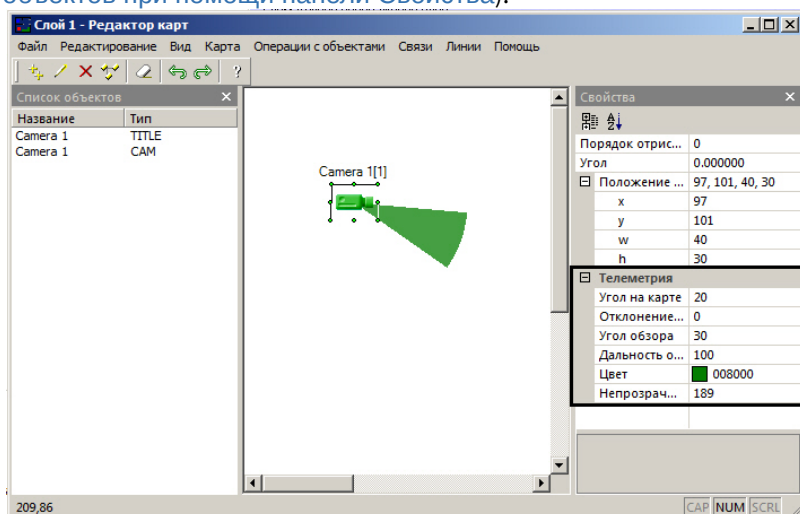 объектов при помощи панели Свойства).
Слой 1 - Редактор карт
Файл Редактирование Вид Карта Операции с объектами Связи Линии Помощь
?
Список объектов
Название Тип
Camera 1 TITLE
Camera 1 CAM
Camera 1[1]
Свойства
Порядок отрис... 0
Угол 0.000000
Положение ... 97, 101, 40, 30
x 97
y 101
w 40
h 30
Телеметрия
Угол на карте 20
Отклонение... 0
Угол обзора 30
Дальность о... 100
Цвет 008000
Непрозрач... 189
209,86
CAP NUM SCRL